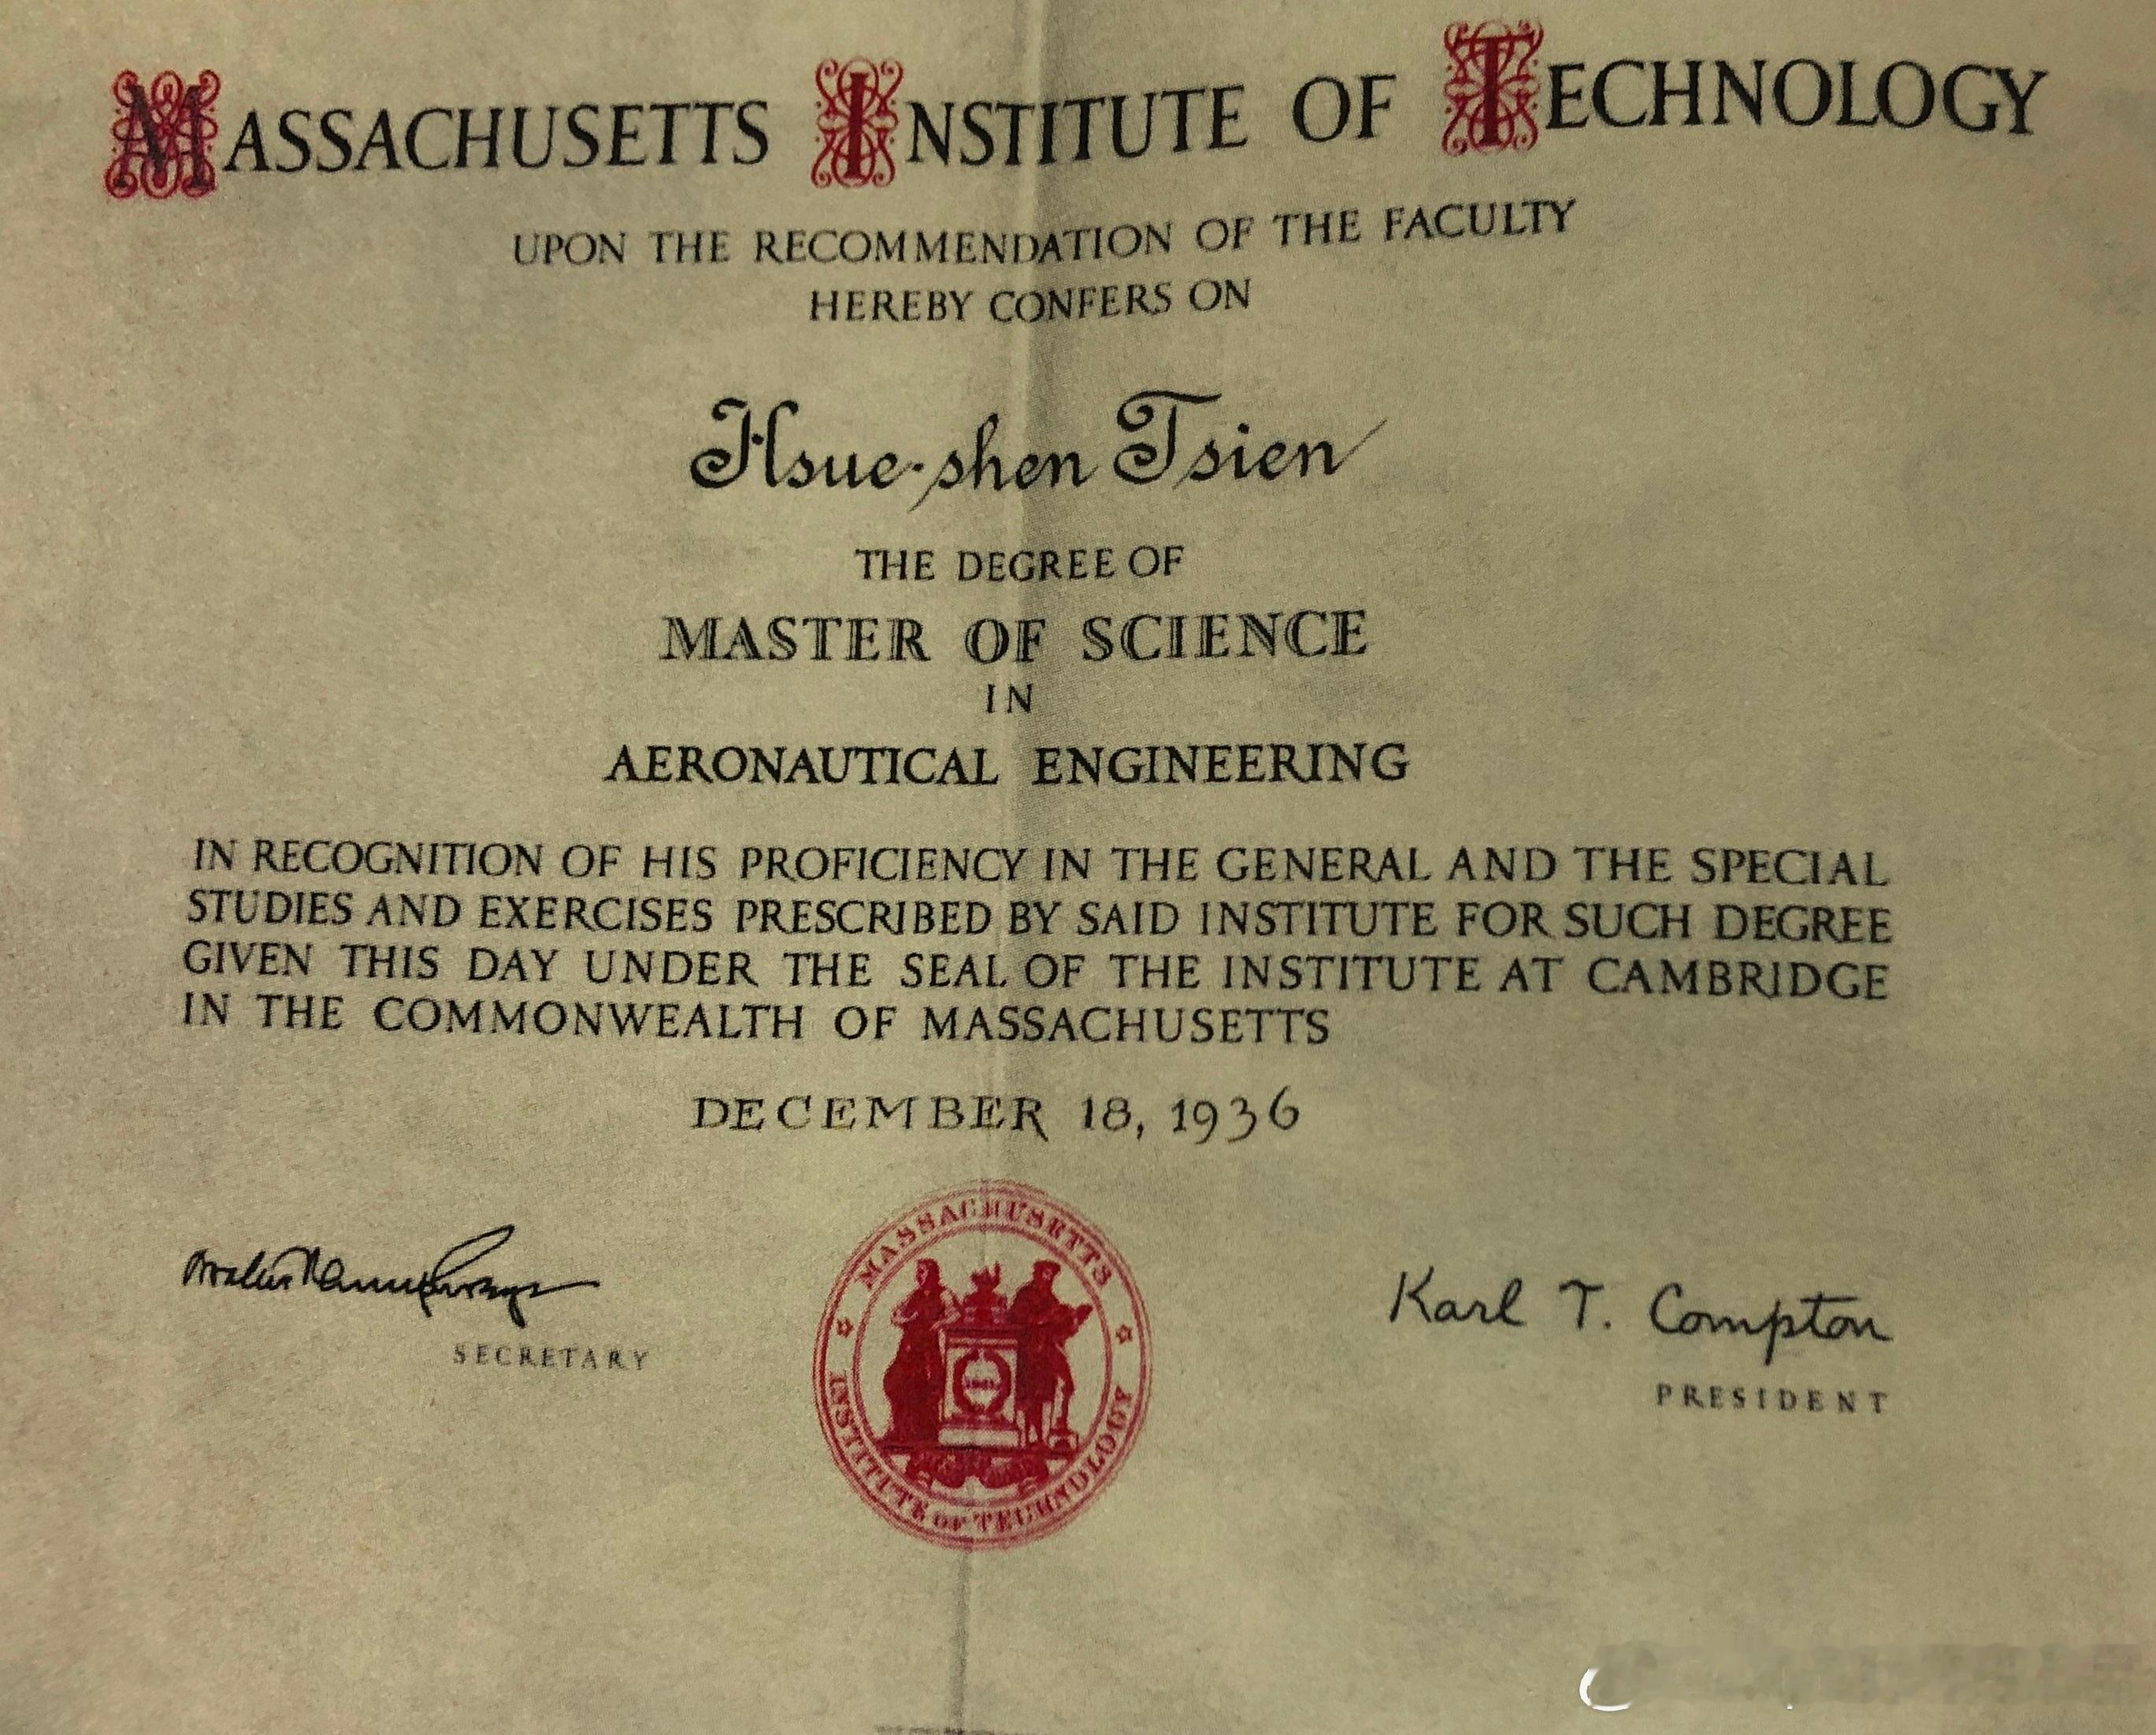 MASSACHUSETTS INSTITUTE OF TECHNOLOGY
UPON THE RECOMMENDATION OF THE FACULTY
HEREBY CONFERS ON
Hsue-shen Tsien
THE DEGREE OF
MASTER OF SCIENCE
IN
AERONAUTICAL ENGINEERING
IN RECOGNITION OF HIS PROFICIENCY IN THE GENERAL AND THE SPECIAL
STUDIES AND EXERCISES PRESCRIBED BY SAID INSTITUTE FOR SUCH DEGREE
GIVEN THIS DAY UNDER THE SEAL OF THE INSTITUTE AT CAMBRIDGE
IN THE COMMONWEALTH OF MASSACHUSETTS
DECEMBER 18, 1936
SECRETARY
MASSACHUSETTS
INSTITUTE OF TECHNOLOGY
Karl T. Compton
PRESIDENT